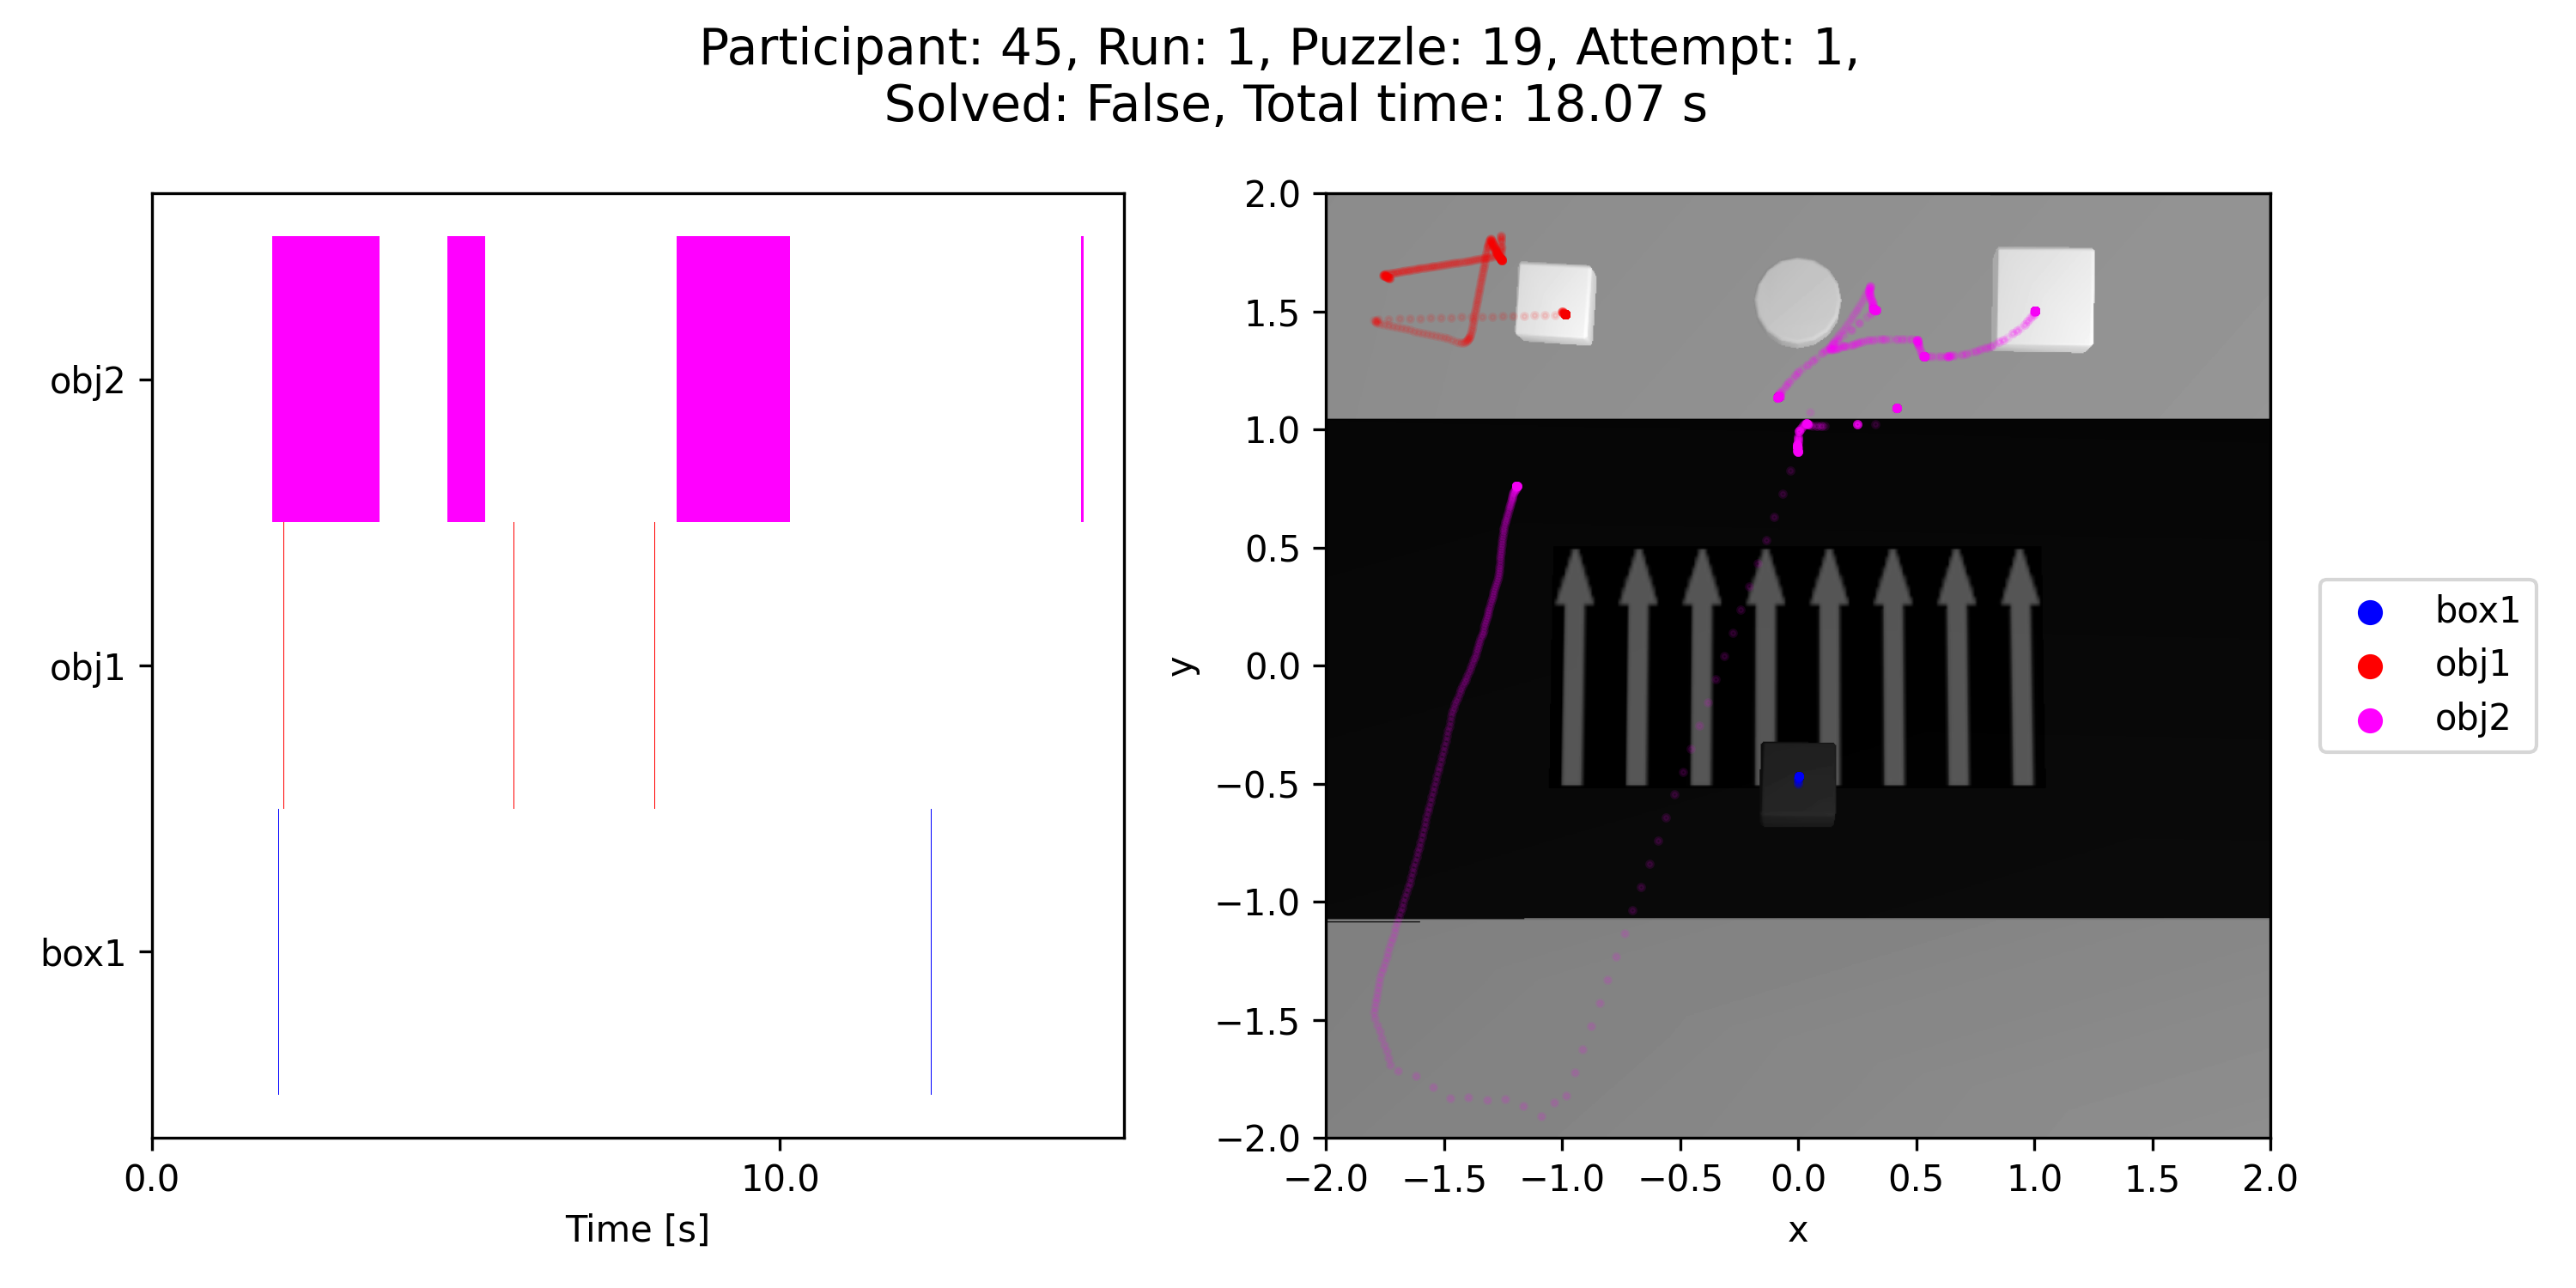 Participant: 45, Run: 1, Puzzle: 19, Attempt: 1,
Solved: False, Total time: 18.07 s
obj2
obj1
box1
0.0
10.0
Time [s]
2.0
1.5
1.0
0.5
0.0
−0.5
−1.0
−1.5
−2.0
y
−2.0
−1.5
−1.0
−0.5
0.0
0.5
1.0
1.5
2.0
x
box1
obj1
obj2